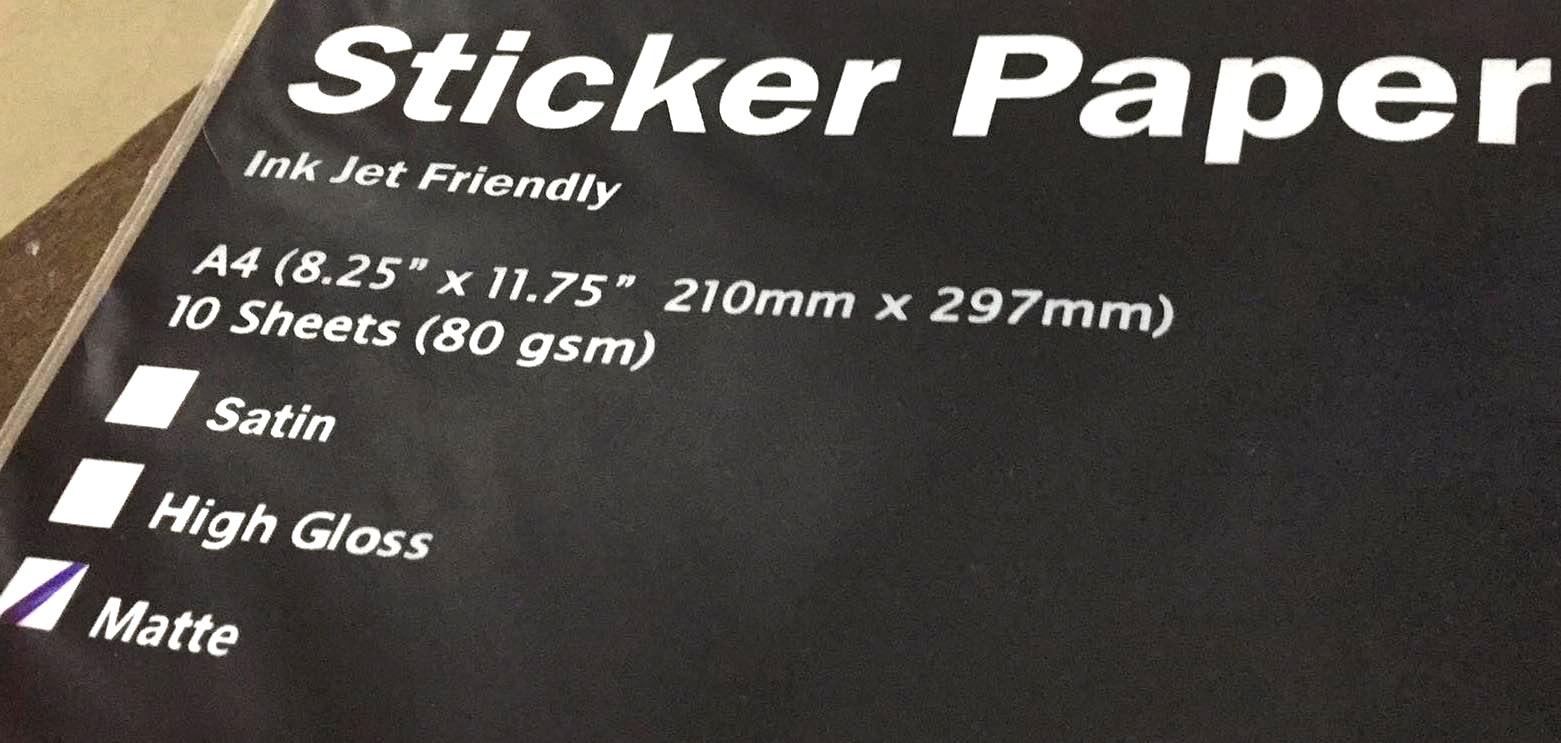 Sticker Paper
Ink Jet Friendly
A4 (8.25” x 11.75” 210mm x 297mm)
10 Sheets (80 gsm)
Satin
High Gloss
Matte